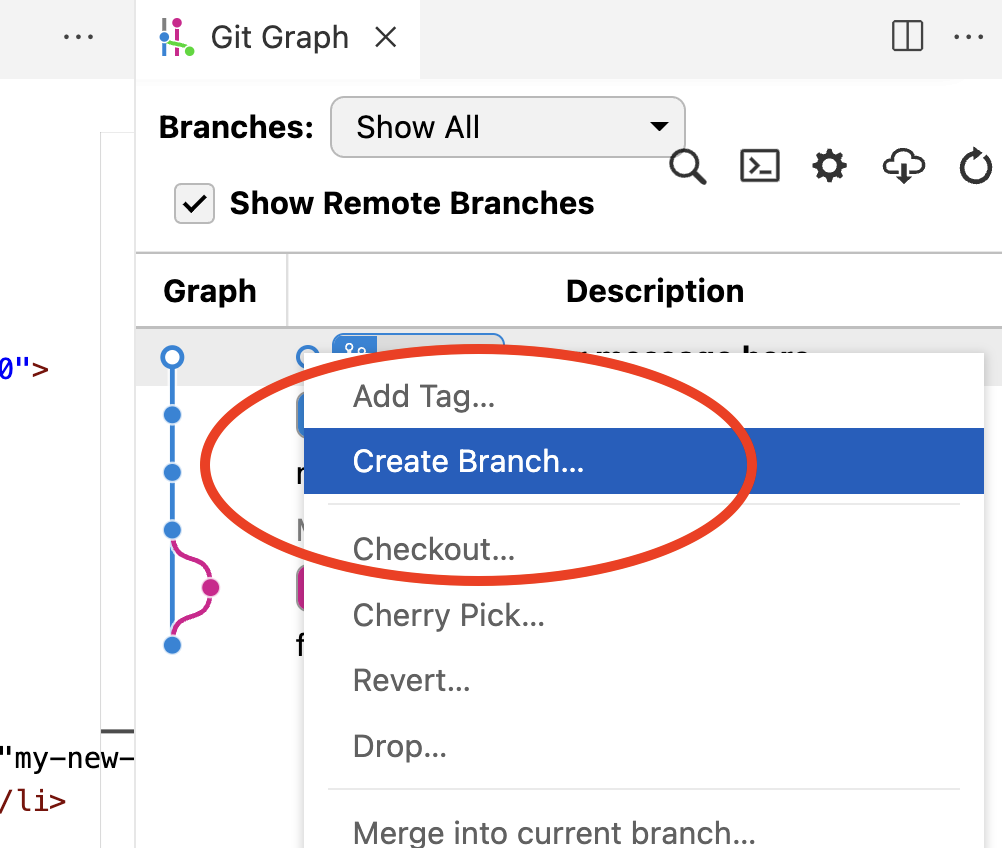 Git Graph
Branches: Show All
Show Remote Branches
Graph Description
message here
0">
Add Tag...
Create Branch...
Checkout...
Cherry Pick...
Revert...
Drop...
"my-new-
/li>
Merge into current branch...